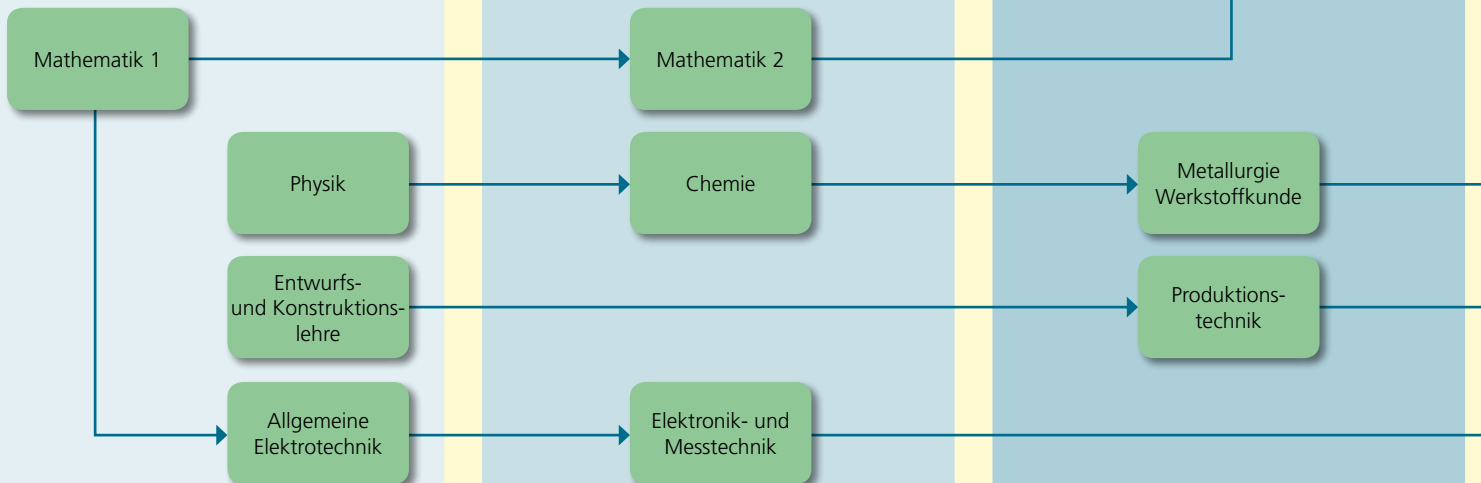 Mathematik 1
Mathematik 2
Physik
Chemie
Metallurgie
Werkstoffkunde
Entwurfs-
und Konstruktions-
lehre
Produktions-
technik
Allgemeine
Elektrotechnik
Elektronik- und
Messtechnik